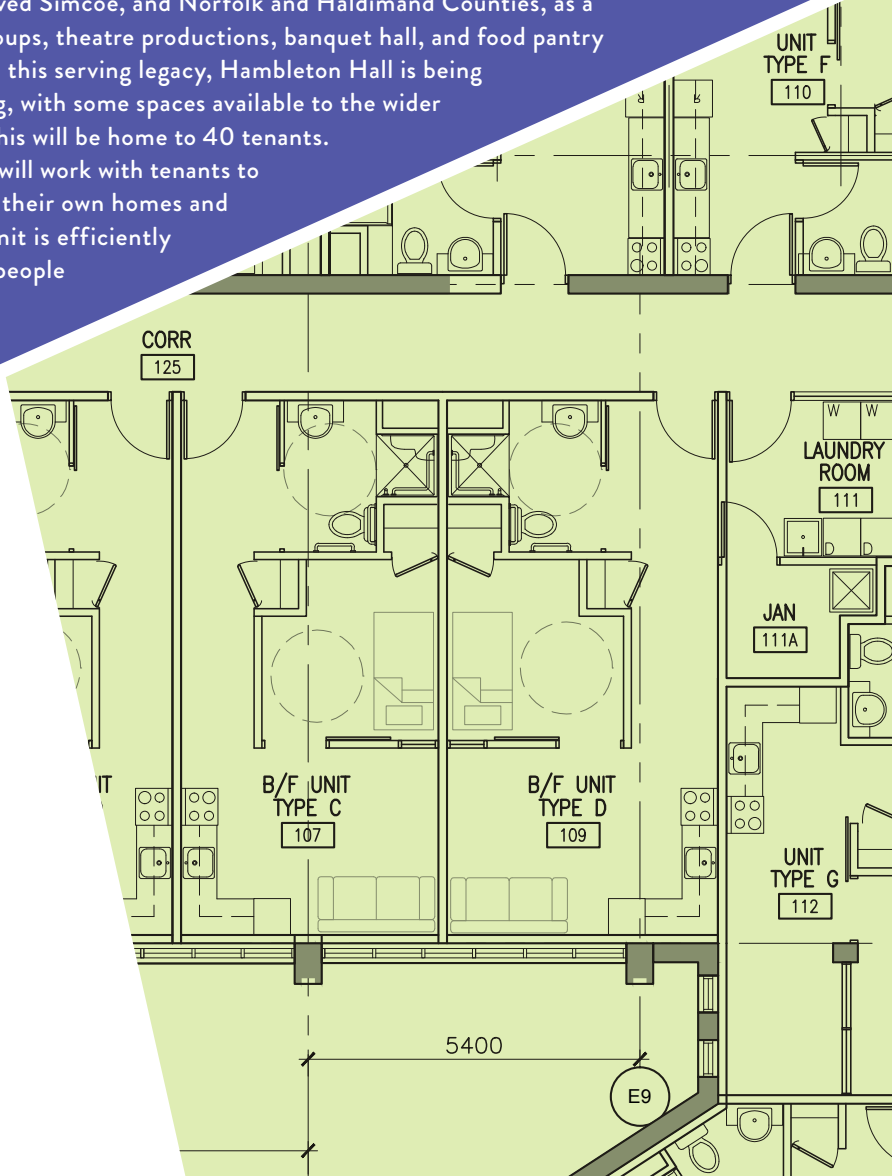 ved Simcoe, and Norfolk and Haldimand Counties, as a
oups, theatre productions, banquet hall, and food pantry
this serving legacy, Hambleton Hall is being
g, with some spaces available to the wider
his will be home to 40 tenants.
will work with tenants to
their own homes and
nit is efficiently
people
UNIT
TYPE F
110
R
R
CORR
125
W W
LAUNDRY
ROOM
111
D D
JAN
111A
IT
B/F UNIT
TYPE C
107
B/F UNIT
TYPE D
109
UNIT
TYPE G
112
5400
E9